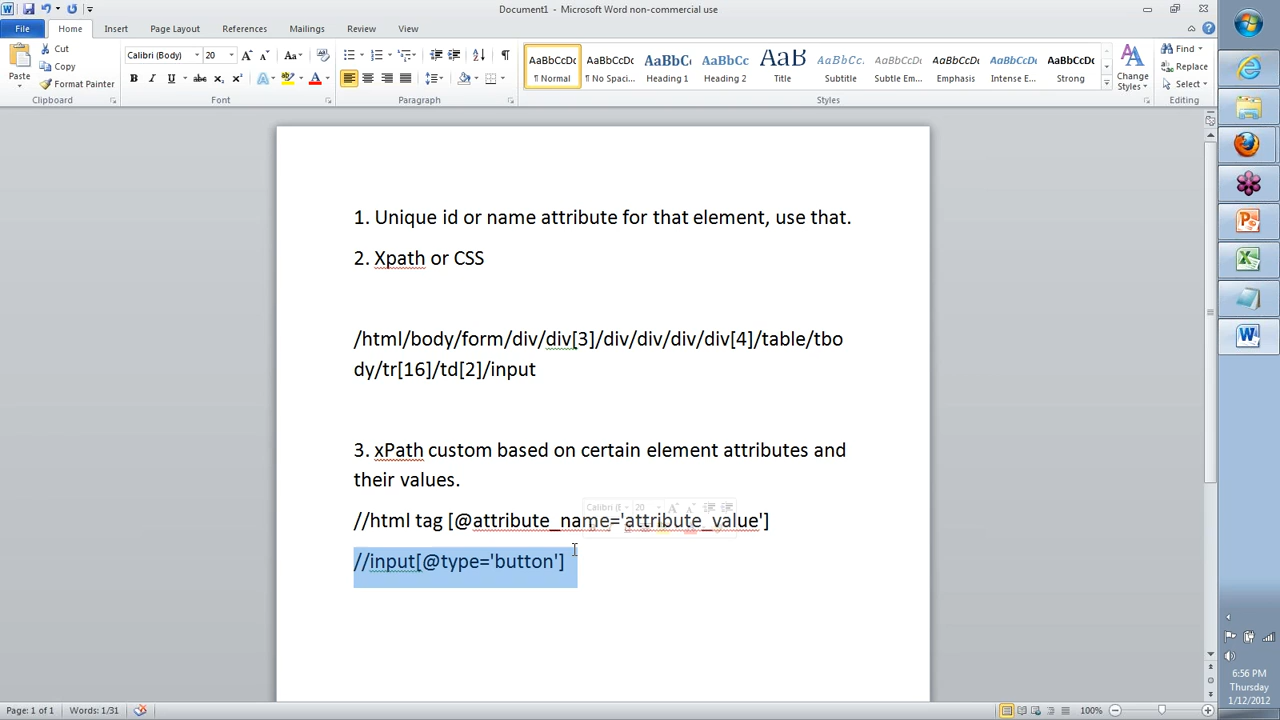 Document1 - Microsoft Word non-commercial use
File Home Insert Page Layout References Mailings Review View
Paste
Cut
Copy
Format Painter
Clipboard
Calibri (Body) 20
Font
Paragraph
AaBbCcDc AaBbCcDc AaBbC AaBbCc AaB AaBbCc. AaBbCcDc AaBbCcDc AaBbCcDc AaBbCcDc
¶ Normal ¶ No Spaci... Heading 1 Heading 2 Title Subtitle Subtle Em... Emphasis Intense E... Strong
Styles
Change Styles
Find
Replace
Select
Editing
1. Unique id or name attribute for that element, use that.
2. Xpath or CSS
/html/body/form/div/div[3]/div/div/div/div[4]/table/tbo
dy/tr[16]/td[2]/input
3. xPath custom based on certain element attributes and
their values.
//html tag [@attribute_name='attribute_value']
//input[@type='button']
Page: 1 of 1 Words: 1/31
100%
6:56 PM
Thursday
1/12/2012